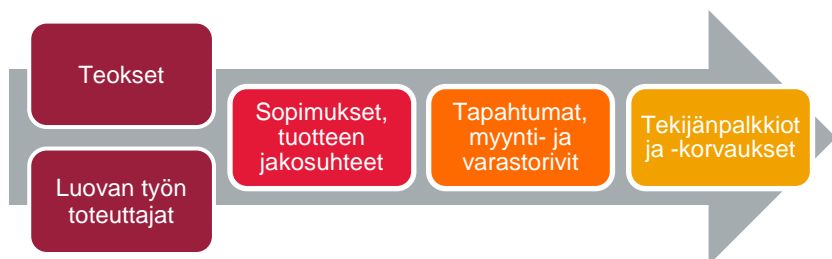 Teokset
Luovan työn
toteuttajat
Sopimukset,
tuotteen
jakosuhteet
Tapahtumat,
myynti- ja
varastorivit
Tekijänpalkkiot
ja -korvaukset